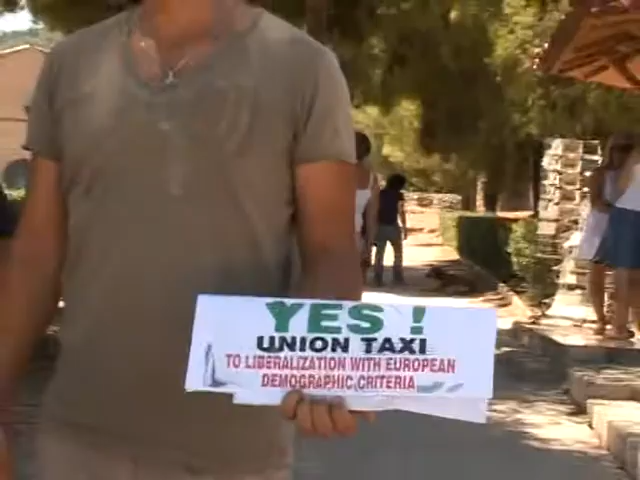 YES !
UNION TAXI
TO LIBERALIZATION WITH EUROPEAN
DEMOGRAPHIC CRITERIA